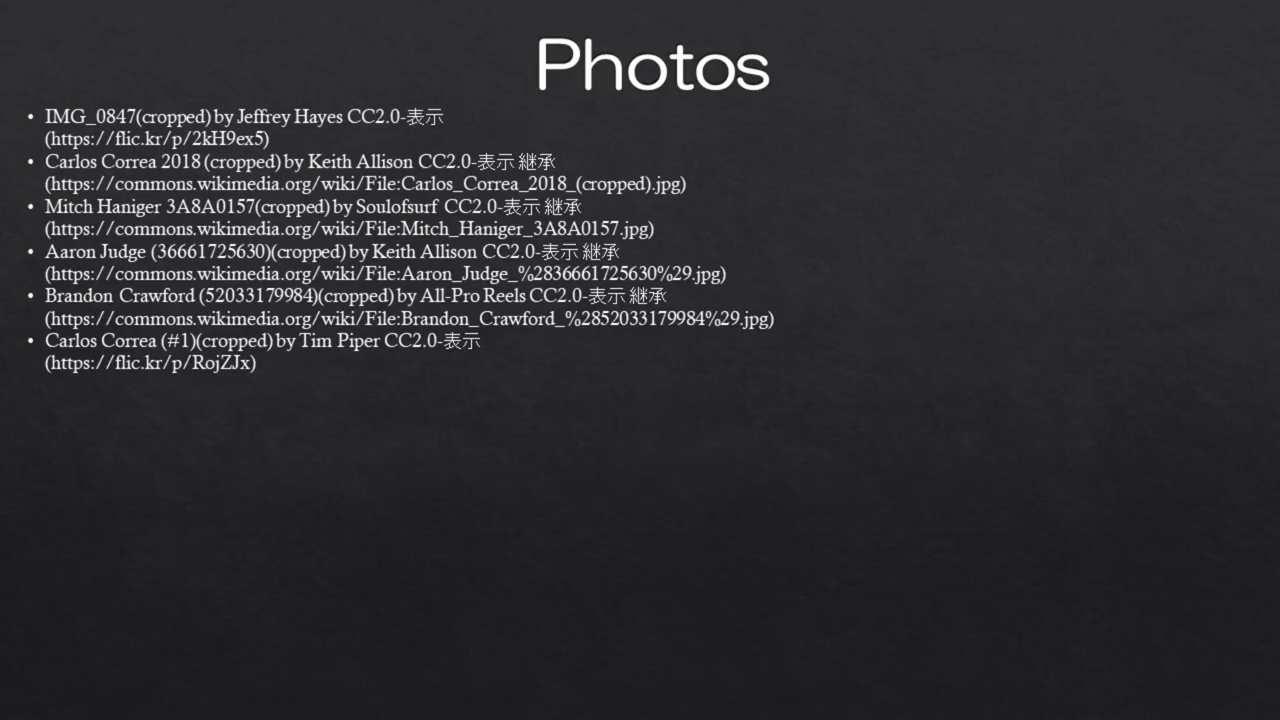 Photos
• IMG_0847(cropped) by Jeffrey Hayes CC2.0-表示
(https://flic.kr/p/2kH9ex5)
• Carlos Correa 2018 (cropped) by Keith Allison CC2.0-表示 継承
(https://commons.wikimedia.org/wiki/File:Carlos_Correa_2018_(cropped).jpg)
• Mitch Haniger 3A8A0157(cropped) by Soulofsurf CC2.0-表示 継承
(https://commons.wikimedia.org/wiki/File:Mitch_Haniger_3A8A0157.jpg)
• Aaron Judge (36661725630)(cropped) by Keith Allison CC2.0-表示 継承
(https://commons.wikimedia.org/wiki/File:Aaron_Judge_%2836661725630%29.jpg)
• Brandon Crawford (52033179984)(cropped) by All-Pro Reels CC2.0-表示 継承
(https://commons.wikimedia.org/wiki/File:Brandon_Crawford_%2852033179984%29.jpg)
• Carlos Correa (#1)(cropped) by Tim Piper CC2.0-表示
(https://flic.kr/p/RojZJx)